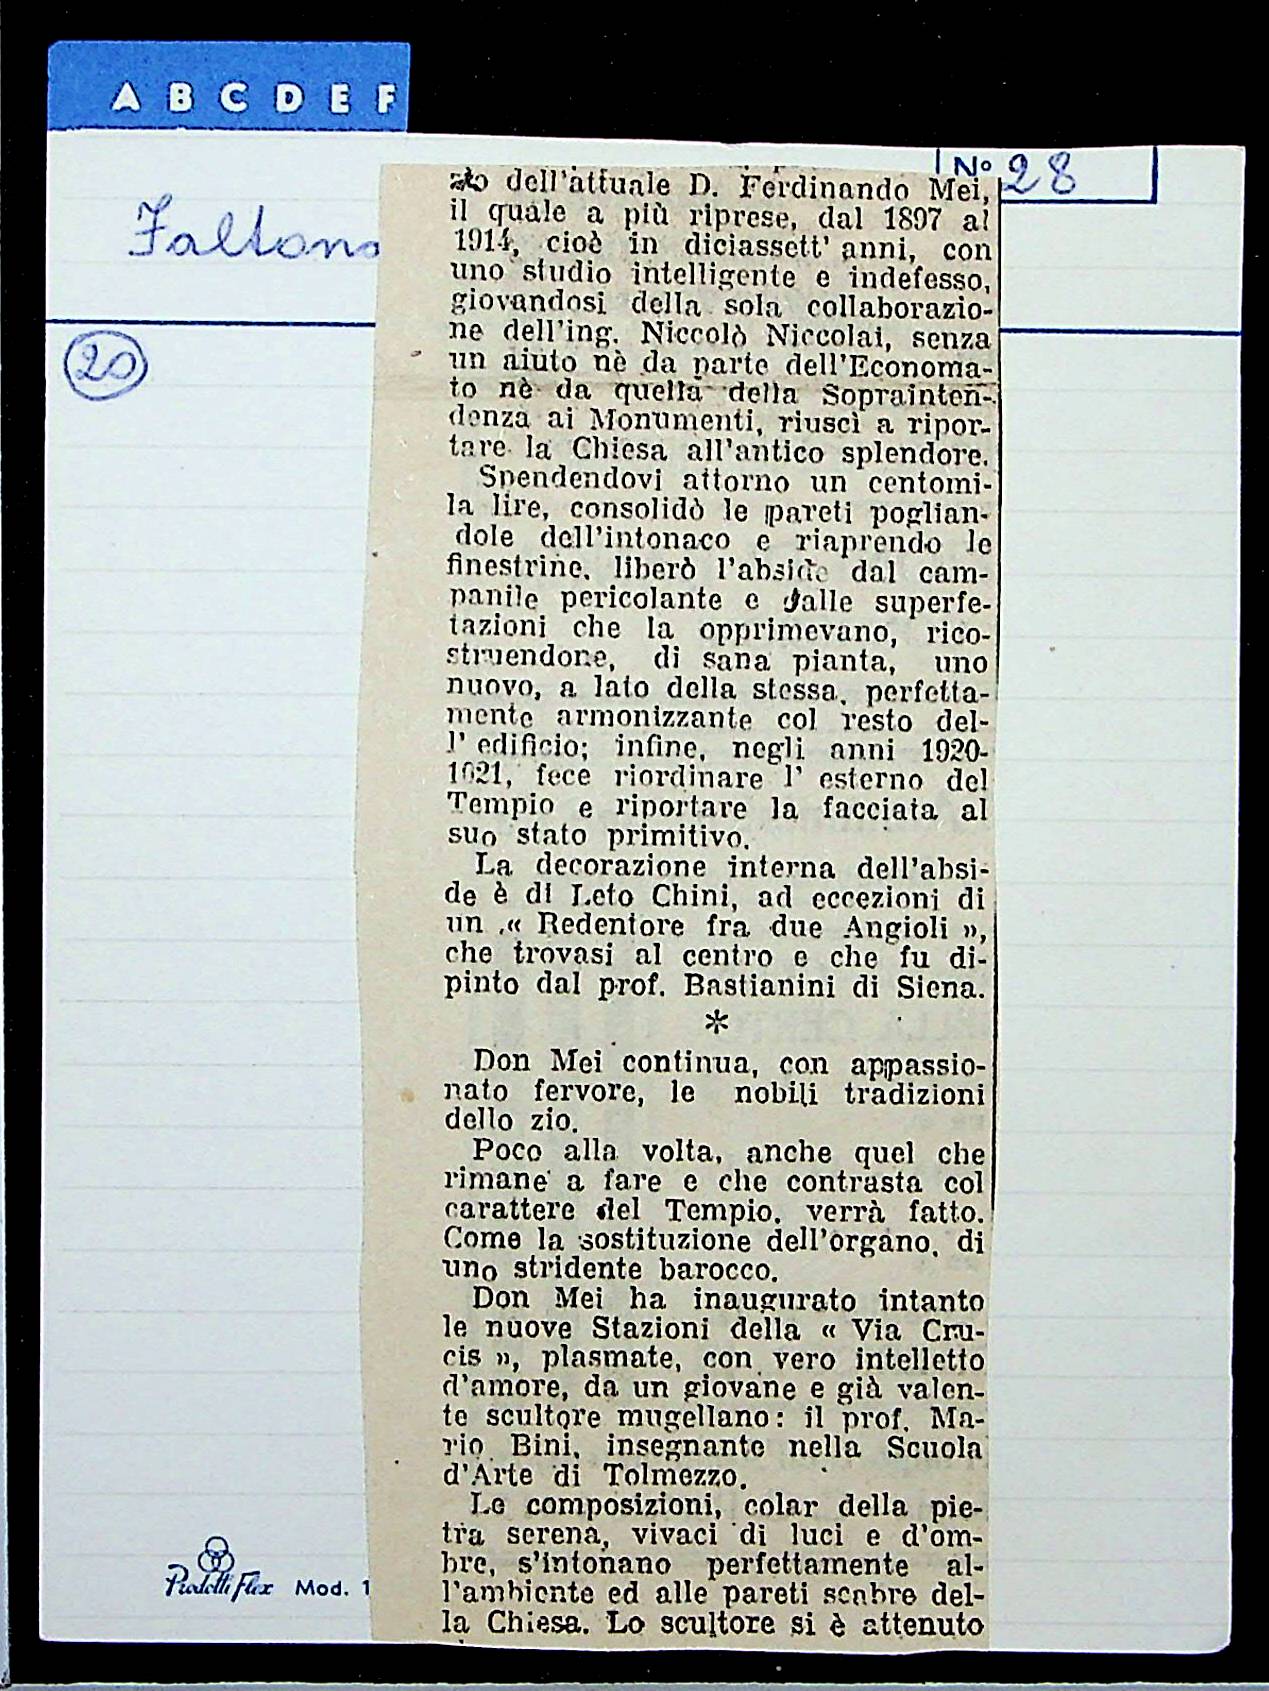 A B C D E F
Nº 28
Faltona
20
dell'attuale D. Ferdinando Mei,
il quale a più riprese, dal 1897 al
1914, cioè in diciassett' anni, con
uno studio intelligente e indefesso,
giovandosi della sola collaborazio-
ne dell'ing. Niccolò Niccolai, senza
un aiuto nè da parte dell'Economa-
to nè da quella della Sopraintèn-
denza ai Monumenti, riuscì a ripor-
tare la Chiesa all'antico splendore.
Spendendovi attorno un centomi-
la lire, consolidò le pareti poglian-
dole dell'intonaco e riaprendo le
finestrine, liberò l'abside dal cam-
panile pericolante e dalle superfe-
tazioni che la opprimevano, rico-
struendone, di sana pianta, uno
nuovo, a lato della stessa, perfetta-
mente armonizzante col resto del-
l' edificio; infine, negli anni 1920-
1921, fece riordinare l' esterno del
Tempio e riportare la facciata al
suo stato primitivo.
La decorazione interna dell'absi-
de è di Leto Chini, ad eccezioni di
un « Redentore fra due Angioli »,
che trovasi al centro e che fu di-
pinto dal prof. Bastianini di Siena.
*
Don Mei continua, con appassio-
nato fervore, le nobili tradizioni
dello zio.
Poco alla volta, anche quel che
rimane a fare e che contrasta col
carattere del Tempio, verrà fatto.
Come la sostituzione dell'organo, di
uno stridente barocco.
Don Mei ha inaugurato intanto
le nuove Stazioni della « Via Cru-
cis », plasmate, con vero intelletto
d'amore, da un giovane e già valen-
te scultore mugellano: il prof. Ma-
rio Bini, insegnante nella Scuola
d'Arte di Tolmezzo.
Le composizioni, colar della pie-
tra serena, vivaci di luci e d'om-
bre, s'intonano perfettamente al-
l'ambiente ed alle pareti scabre del-
la Chiesa. Lo scultore si è attenuto
Prodotti Flex Mod. 1